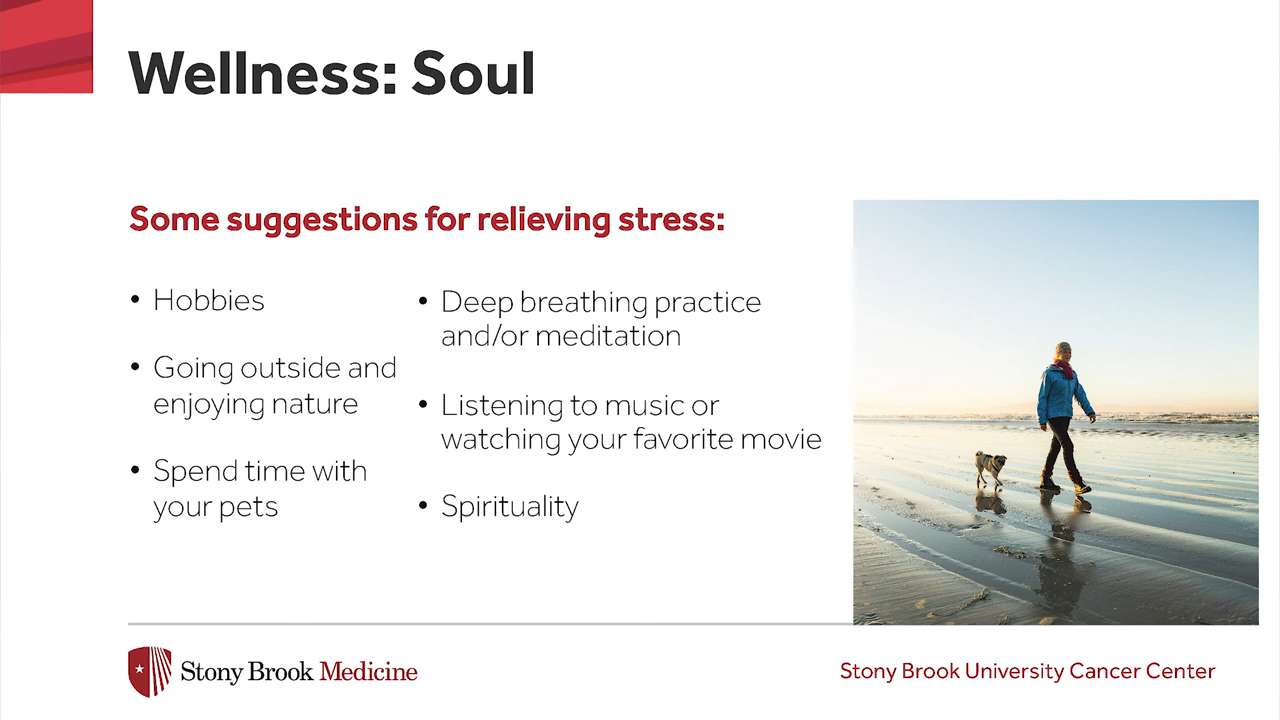 Wellness: Soul
Some suggestions for relieving stress:
• Hobbies
• Going outside and
enjoying nature
• Spend time with
your pets
• Deep breathing practice
and/or meditation
• Listening to music or
watching your favorite movie
• Spirituality
Stony Brook Medicine
Stony Brook University Cancer Center